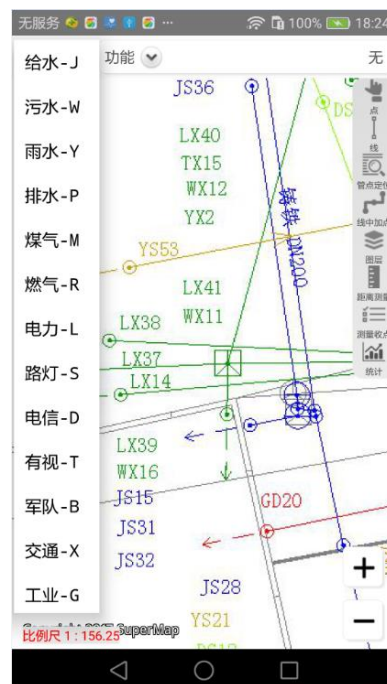 无服务 100% 18:24
功能 无
给水-J
污水-W
雨水-Y
排水-P
煤气-M
燃气-R
电力-L
路灯-S
电信-D
有视-T
军队-B
交通-X
工业-G
JS36
DS
LX40
TX15
WX12
YX2
铸铁 DN200
YS53
LX41
WX11
LX38
LX37
LX14
LX39
WX16
JS15
JS31
JS32
GD20
JS28
YS21
点
线
管点定位
线中加点
图层
距离测量
测量收点
统计
+
−
SuperMap
比例尺 1 : 156.25